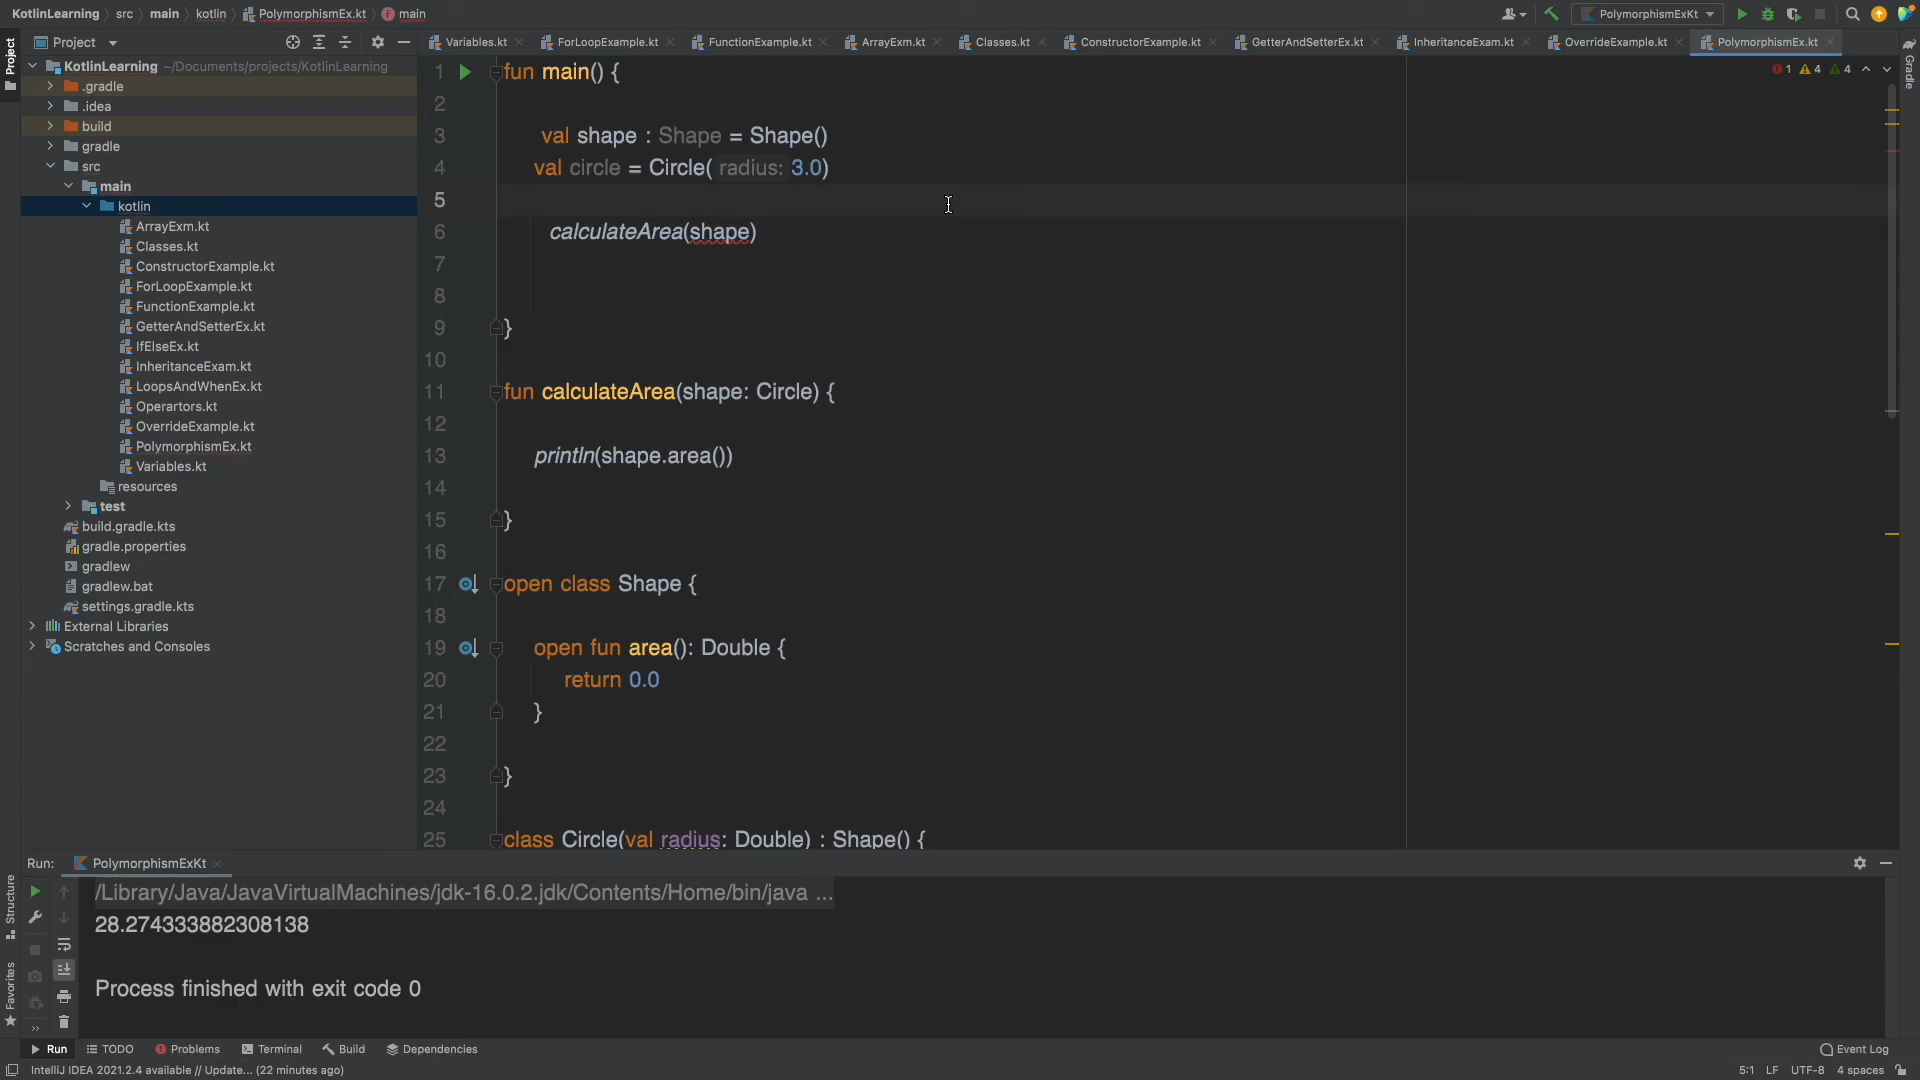 KotlinLearning src main kotlin PolymorphismEx.kt main
PolymorphismExKt
Project
Variables.kt ForLoopExample.kt FunctionExample.kt ArrayExm.kt Classes.kt ConstructorExample.kt GetterAndSetterEx.kt InheritanceExam.kt OverrideExample.kt PolymorphismEx.kt
Project
Gradle
KotlinLearning ~/Documents/projects/KotlinLearning
.gradle
.idea
build
gradle
src
main
kotlin
ArrayExm.kt
Classes.kt
ConstructorExample.kt
ForLoopExample.kt
FunctionExample.kt
GetterAndSetterEx.kt
IfElseEx.kt
InheritanceExam.kt
LoopsAndWhenEx.kt
Operartors.kt
OverrideExample.kt
PolymorphismEx.kt
Variables.kt
resources
test
build.gradle.kts
gradle.properties
gradlew
gradlew.bat
settings.gradle.kts
External Libraries
Scratches and Consoles
1 4 4
1 fun main() {
2
3 val shape : Shape = Shape()
4 val circle = Circle( radius: 3.0)
5
6 calculateArea(shape)
7
8
9 }
10
11 fun calculateArea(shape: Circle) {
12
13 println(shape.area())
14
15 }
16
17 open class Shape {
18
19 open fun area(): Double {
20 return 0.0
21 }
22
23 }
24
25 class Circle(val radius: Double) : Shape() {
Run: PolymorphismExKt
/Library/Java/JavaVirtualMachines/jdk-16.0.2.jdk/Contents/Home/bin/java ...
28.274333882308138
Process finished with exit code 0
Structure
Favorites
Run TODO Problems Terminal Build Dependencies Event Log
IntelliJ IDEA 2021.2.4 available // Update... (22 minutes ago) 5:1 LF UTF-8 4 spaces